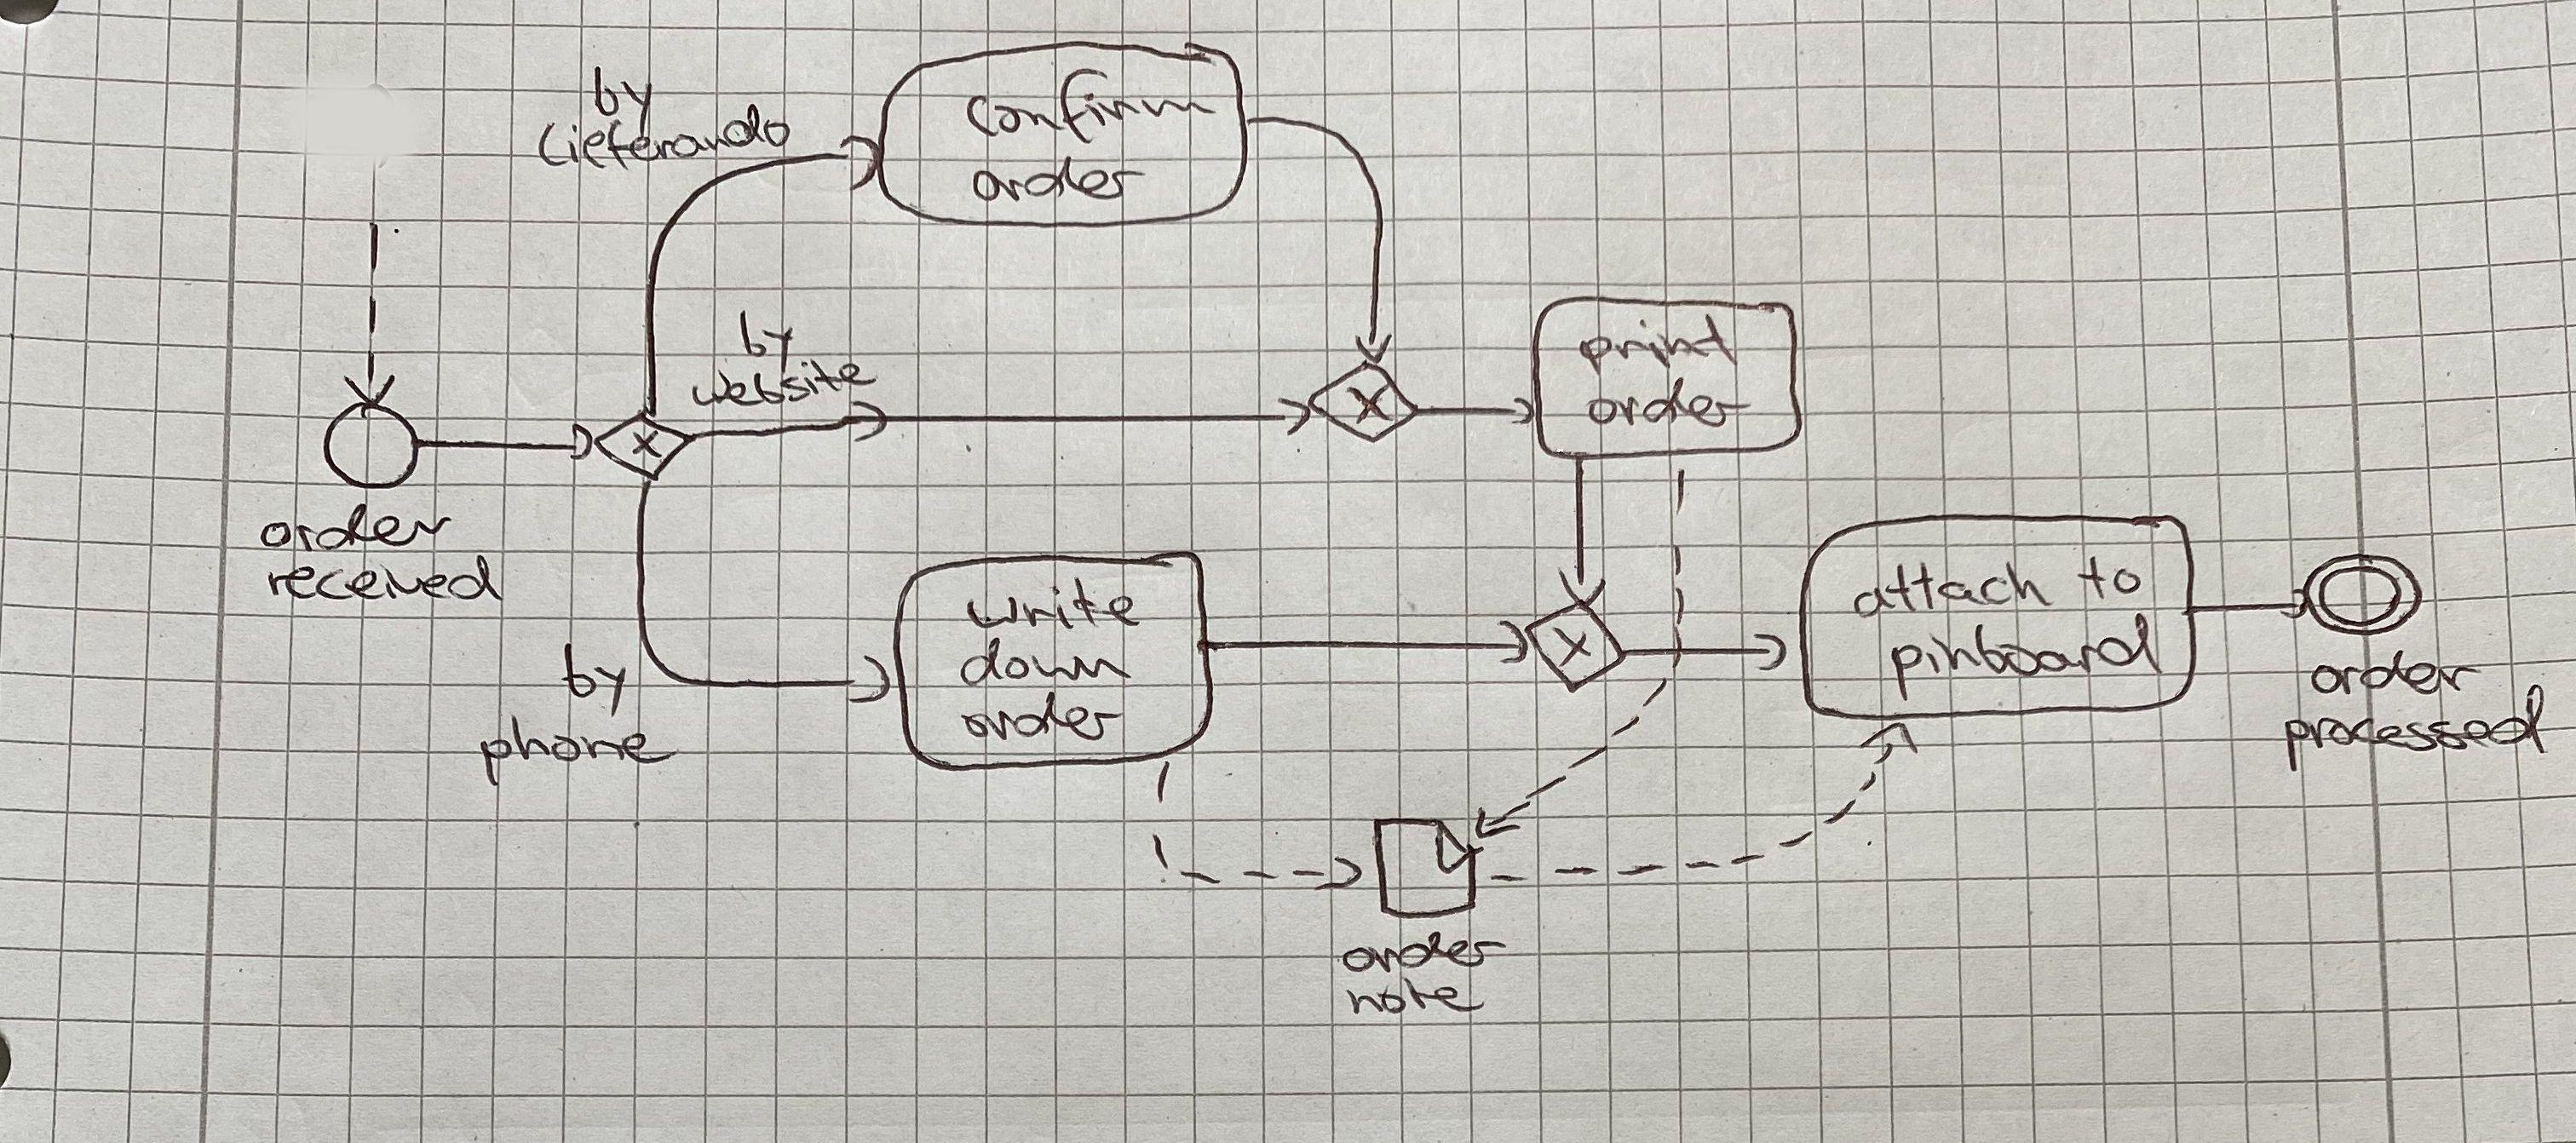 by
Lieferando
confirm
order
by
website
print
order
order
received
X
X
write
down
order
X
attach to
pinboard
by
phone
order
processed
order
note